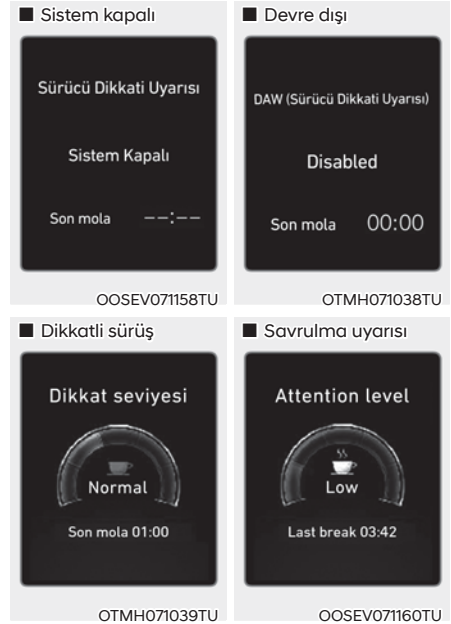 ■ Sistem kapalı
Sürücü Dikkati Uyarısı
Sistem Kapalı
Son mola --:--
OOSEV071158TU
■ Devre dışı
DAW (Sürücü Dikkati Uyarısı)
Disabled
Son mola 00:00
OTMH071038TU
■ Dikkatli sürüş
Dikkat seviyesi
Normal
Son mola 01:00
OTMH071039TU
■ Savrulma uyarısı
Attention level
Low
Last break 03:42
OOSEV071160TU